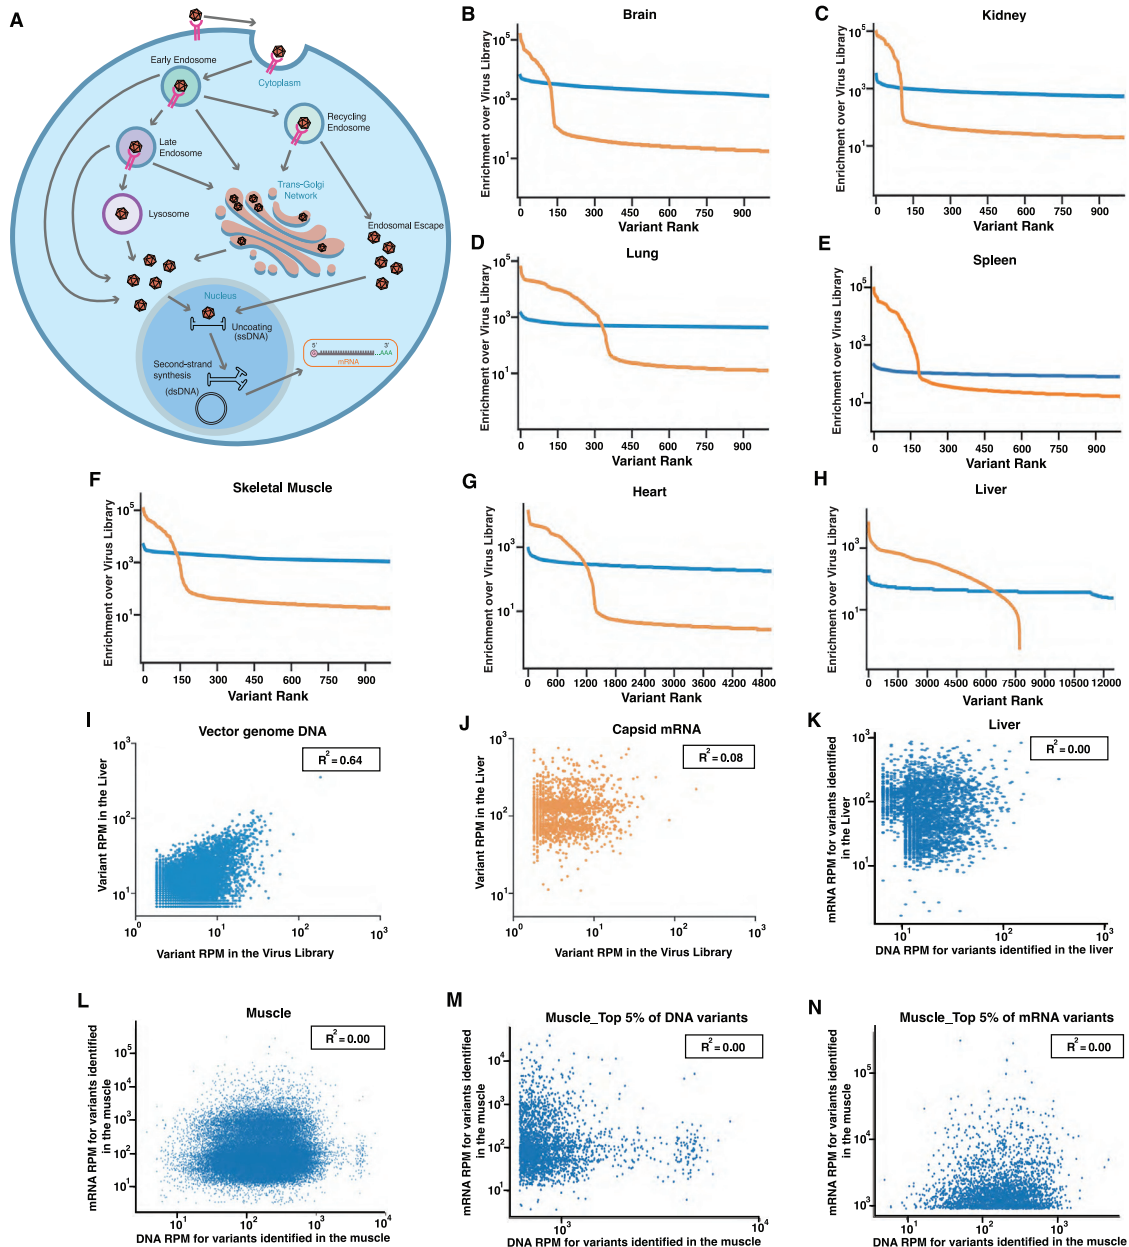 A
Early Endosome
Cytoplasm
Recycling
Endosome
Late
Endosome
Trans-Golgi
Network
Lysosome
Endosomal Escape
Nucleus
Uncoating
(ssDNA)
5'
3'
...AAA
mRNA
Second-strand
synthesis
(dsDNA)
B
Brain
Enrichment over Virus Library
10^5
10^3
10^1
0 150 300 450 600 750 900
Variant Rank
C
Kidney
Enrichment over Virus Library
10^5
10^3
10^1
0 150 300 450 600 750 900
Variant Rank
D
Lung
Enrichment over Virus Library
10^5
10^3
10^1
0 150 300 450 600 750 900
Variant Rank
E
Spleen
Enrichment over Virus Library
10^5
10^3
10^1
0 150 300 450 600 750 900
Variant Rank
F
Skeletal Muscle
Enrichment over Virus Library
10^5
10^3
10^1
0 150 300 450 600 750 900
Variant Rank
G
Heart
Enrichment over Virus Library
10^3
10^1
0 600 1200 1800 2400 3000 3600 4200 4800
Variant Rank
H
Liver
Enrichment over Virus Library
10^3
10^1
0 1500 3000 4500 6000 7500 9000 10500 12000
Variant Rank
I
Vector genome DNA
R^2 = 0.64
Variant RPM in the Liver
10^3
10^2
10^1
10^0 10^1 10^2 10^3
Variant RPM in the Virus Library
J
Capsid mRNA
R^2 = 0.08
Variant RPM in the Liver
10^3
10^2
10^1
10^0 10^1 10^2 10^3
Variant RPM in the Virus Library
K
Liver
R^2 = 0.00
mRNA RPM for variants identified
in the Liver
10^3
10^2
10^1
10^1 10^2 10^3
DNA RPM for variants identified in the liver
L
Muscle
R^2 = 0.00
mRNA RPM for variants identified
in the muscle
10^5
10^4
10^3
10^2
10^1
10^1 10^2 10^3 10^4
DNA RPM for variants identified in the muscle
M
Muscle_Top 5% of DNA variants
R^2 = 0.00
mRNA RPM for variants identified
in the muscle
10^4
10^3
10^2
10^1
10^3 10^4
DNA RPM for variants identified in the muscle
N
Muscle_Top 5% of mRNA variants
R^2 = 0.00
mRNA RPM for variants identified
in the muscle
10^5
10^4
10^3
10^1 10^2 10^3
DNA RPM for variants identified in the muscle